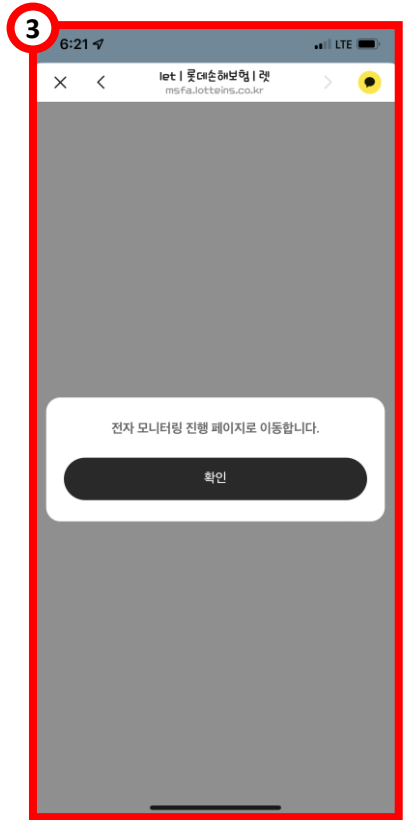 3
6:21
LTE
let | 롯데손해보험 | 렛
msfa.lotteins.co.kr
전자 모니터링 진행 페이지로 이동합니다.
확인